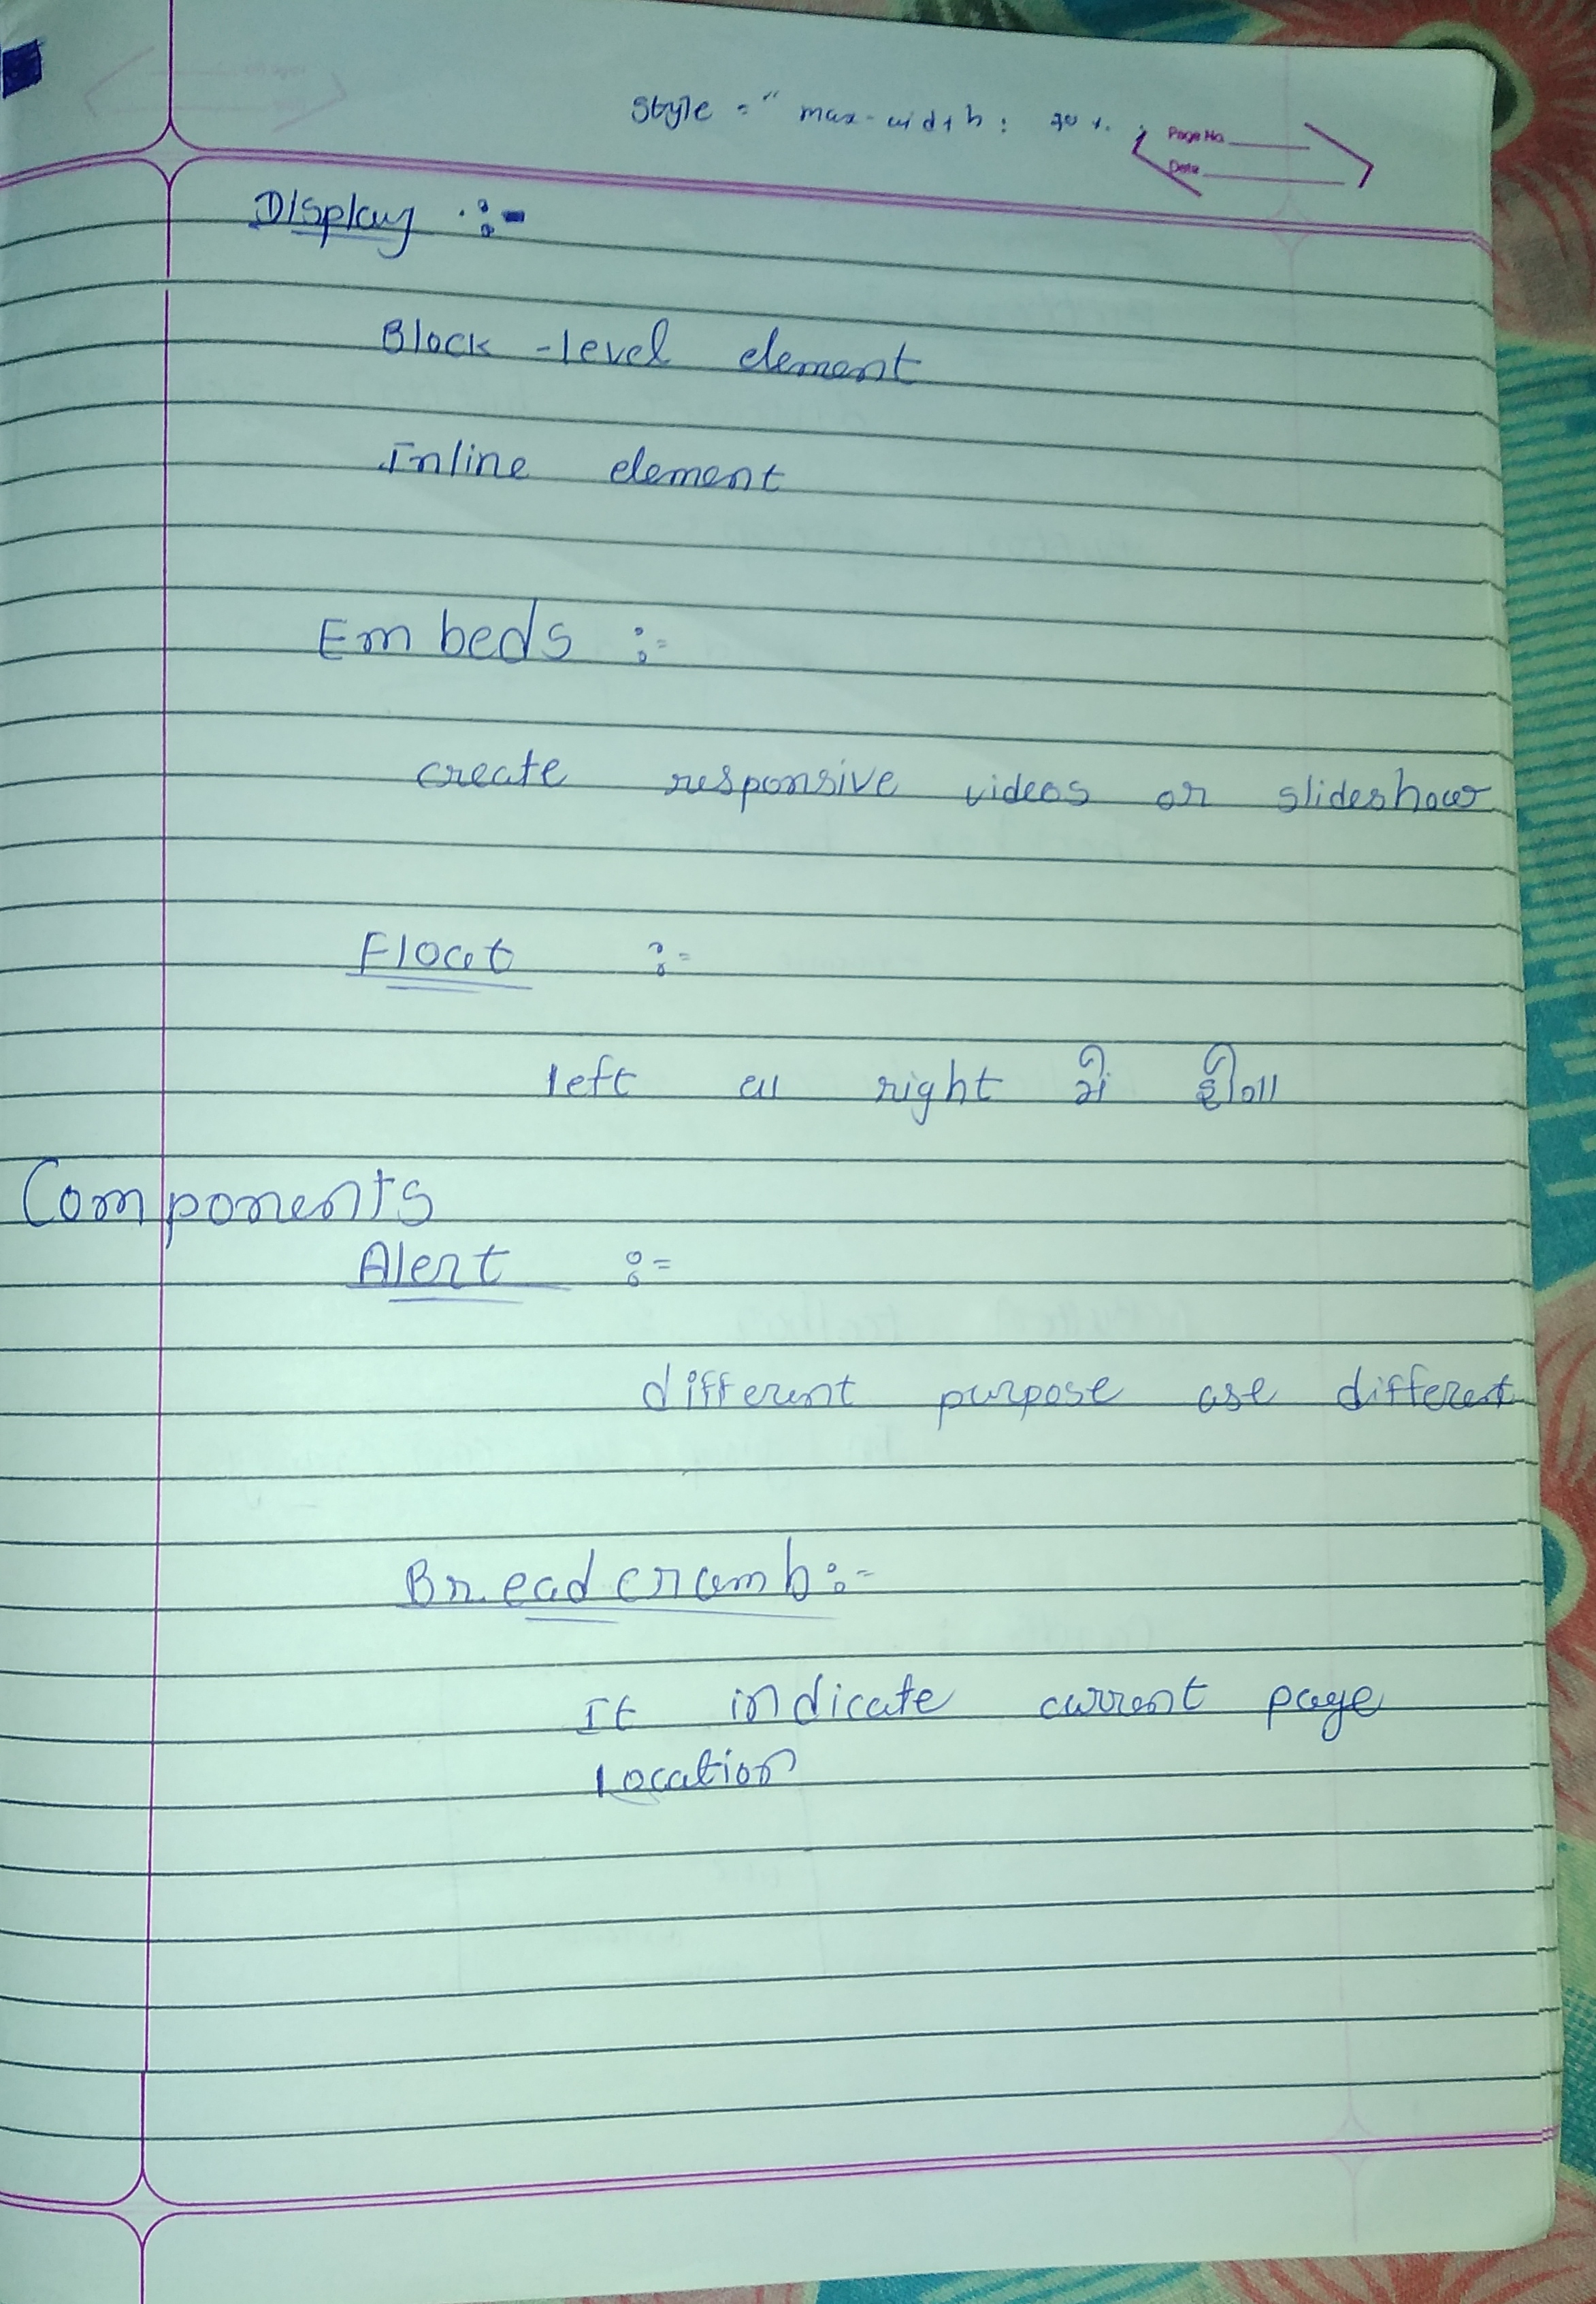 Style = " max-width : 70 %.
Page No.
Date
Display :-
Block-level element
Inline element
Embeds :-
create responsive videos or slideshow
Float :-
left या right में होगा
Components
Alert :-
different purpose use different
Breadcrumb :-
It indicate current page
location